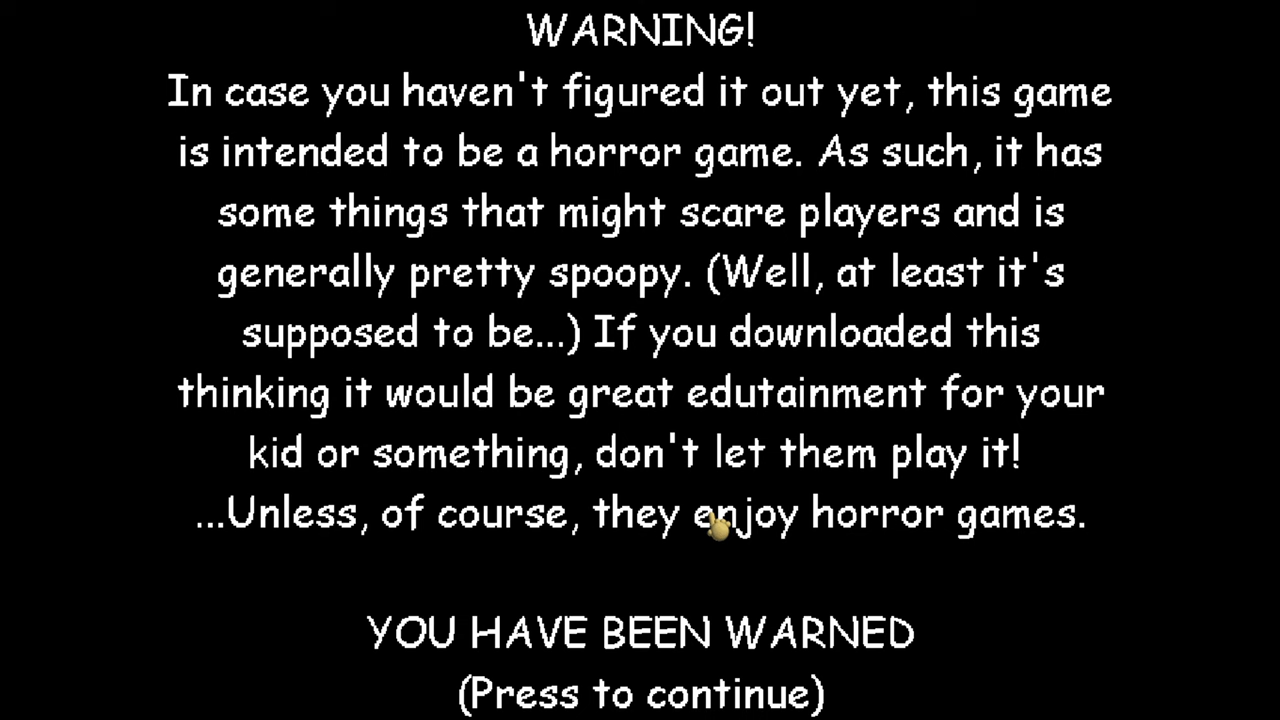 WARNING!
In case you haven't figured it out yet, this game
is intended to be a horror game. As such, it has
some things that might scare players and is
generally pretty spoopy. (Well, at least it's
supposed to be...) If you downloaded this
thinking it would be great edutainment for your
kid or something, don't let them play it!
...Unless, of course, they enjoy horror games.
YOU HAVE BEEN WARNED
(Press to continue)